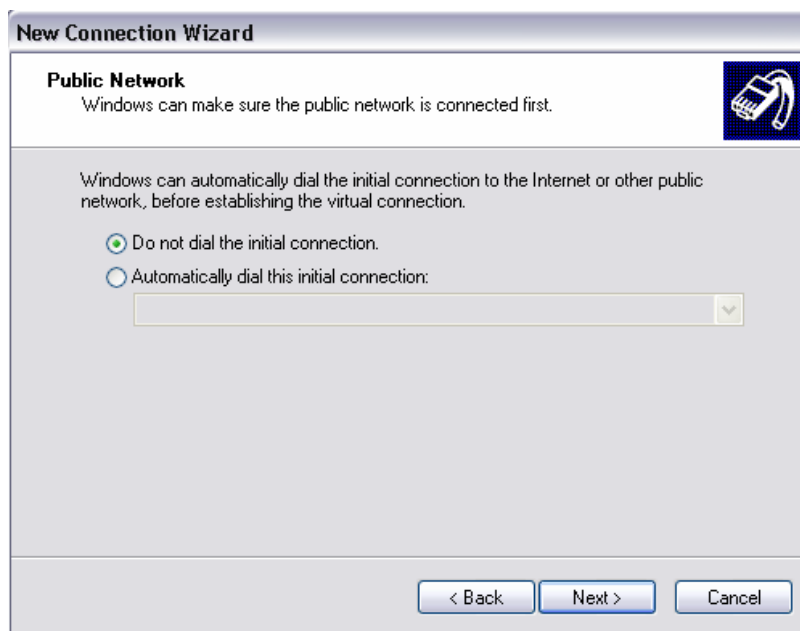 New Connection Wizard
Public Network
Windows can make sure the public network is connected first.
Windows can automatically dial the initial connection to the Internet or other public
network, before establishing the virtual connection.
Do not dial the initial connection.
Automatically dial this initial connection:
< Back Next > Cancel